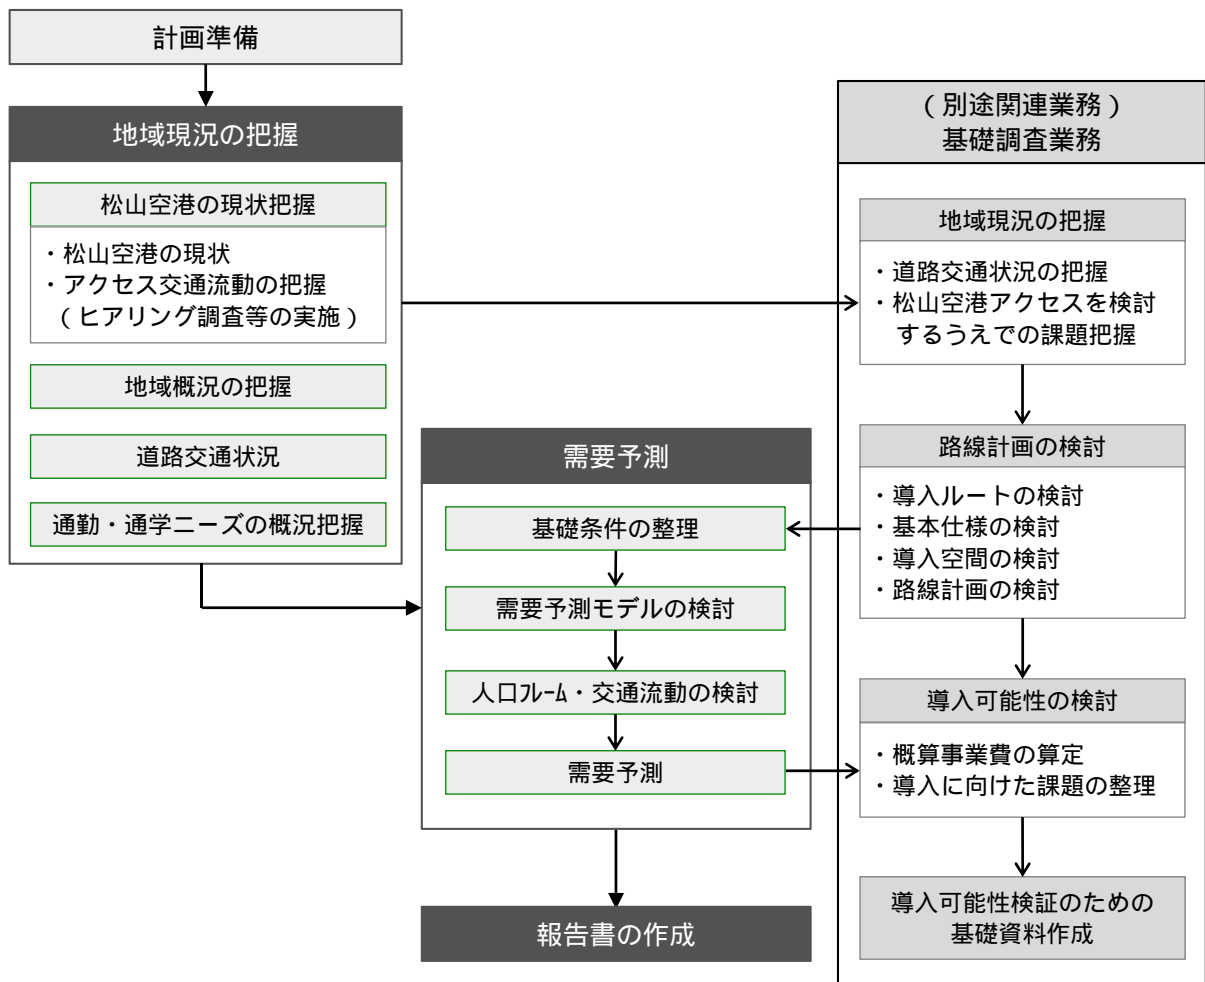 計画準備
地域現況の把握
松山空港の現状把握
・松山空港の現状
・アクセス交通流動の把握
（ヒアリング調査等の実施）
地域概況の把握
道路交通状況
通勤・通学ニーズの概況把握
需要予測
基礎条件の整理
需要予測モデルの検討
人口ﾌﾚｰﾑ・交通流動の検討
需要予測
報告書の作成
（別途関連業務）
基礎調査業務
地域現況の把握
・道路交通状況の把握
・松山空港アクセスを検討
するうえでの課題把握
路線計画の検討
・導入ルートの検討
・基本仕様の検討
・導入空間の検討
・路線計画の検討
導入可能性の検討
・概算事業費の算定
・導入に向けた課題の整理
導入可能性検証のための
基礎資料作成